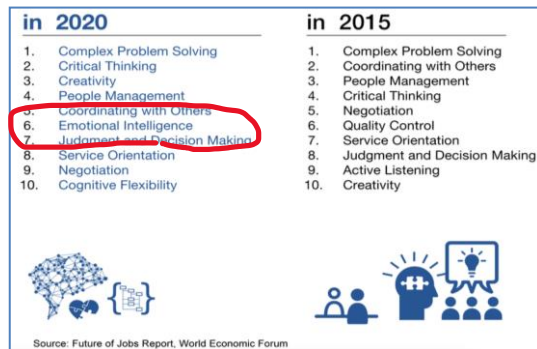 in 2020
1. Complex Problem Solving
2. Critical Thinking
3. Creativity
4. People Management
5. Coordinating with Others
6. Emotional Intelligence
7. Judgment and Decision Making
8. Service Orientation
9. Negotiation
10. Cognitive Flexibility
in 2015
1. Complex Problem Solving
2. Coordinating with Others
3. People Management
4. Critical Thinking
5. Negotiation
6. Quality Control
7. Service Orientation
8. Judgment and Decision Making
9. Active Listening
10. Creativity
Source: Future of Jobs Report, World Economic Forum